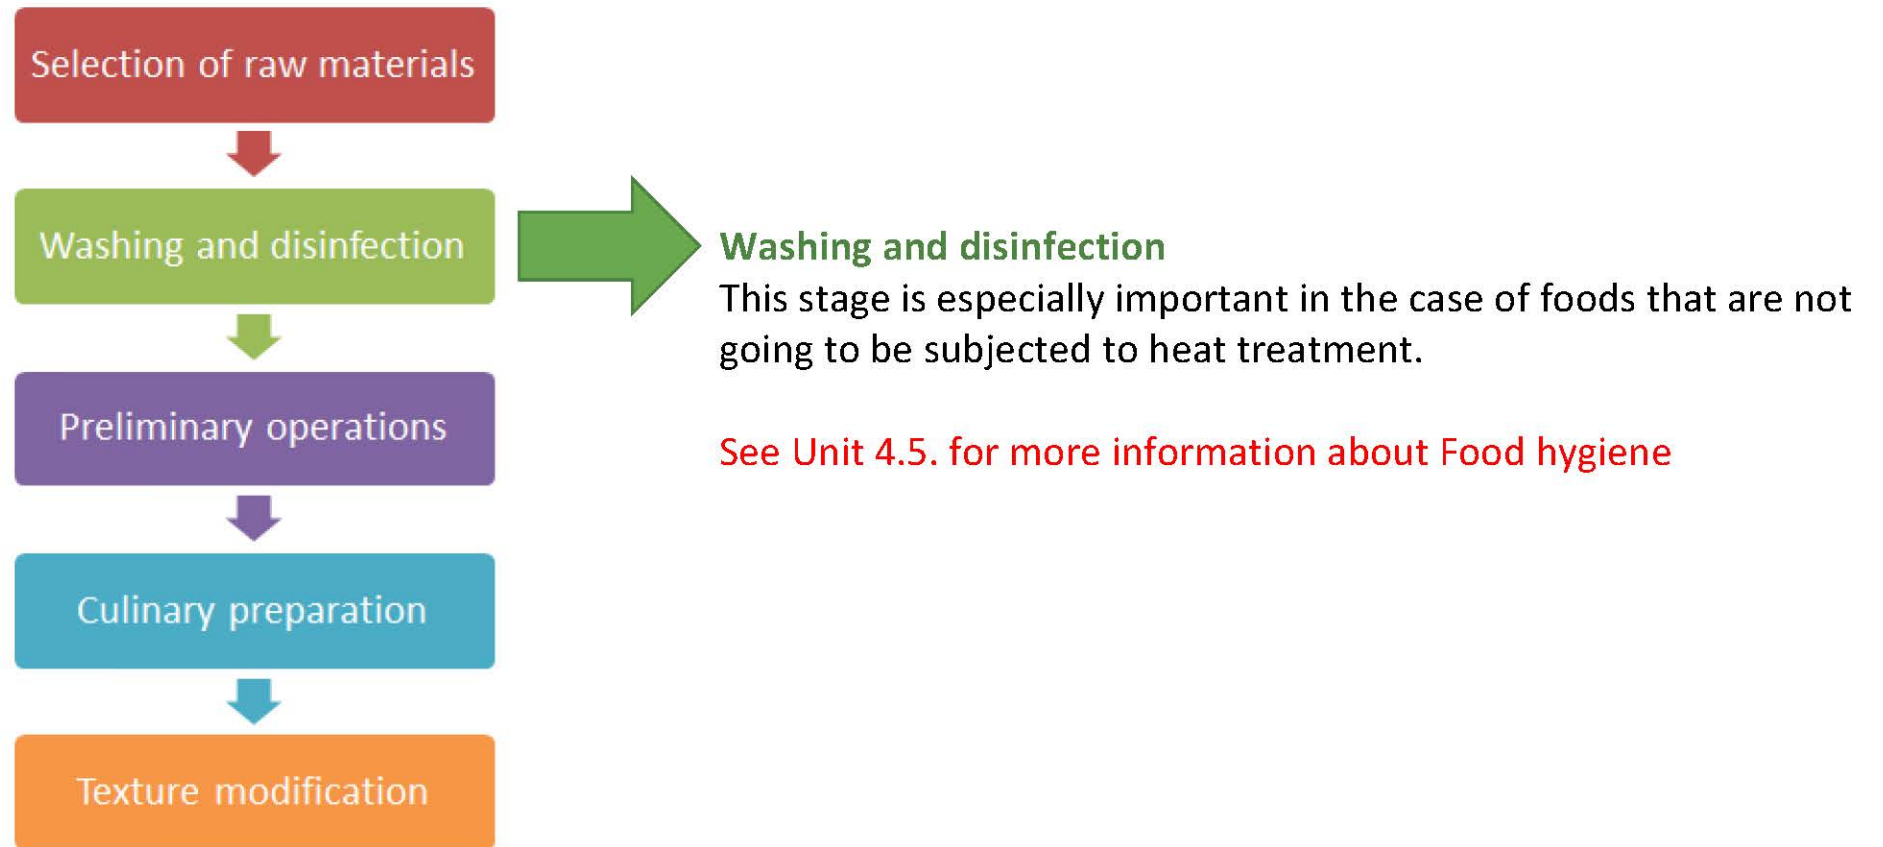 Selection of raw materials
Washing and disinfection
Preliminary operations
Culinary preparation
Texture modification
Washing and disinfection
This stage is especially important in the case of foods that are not
going to be subjected to heat treatment.
See Unit 4.5. for more information about Food hygiene